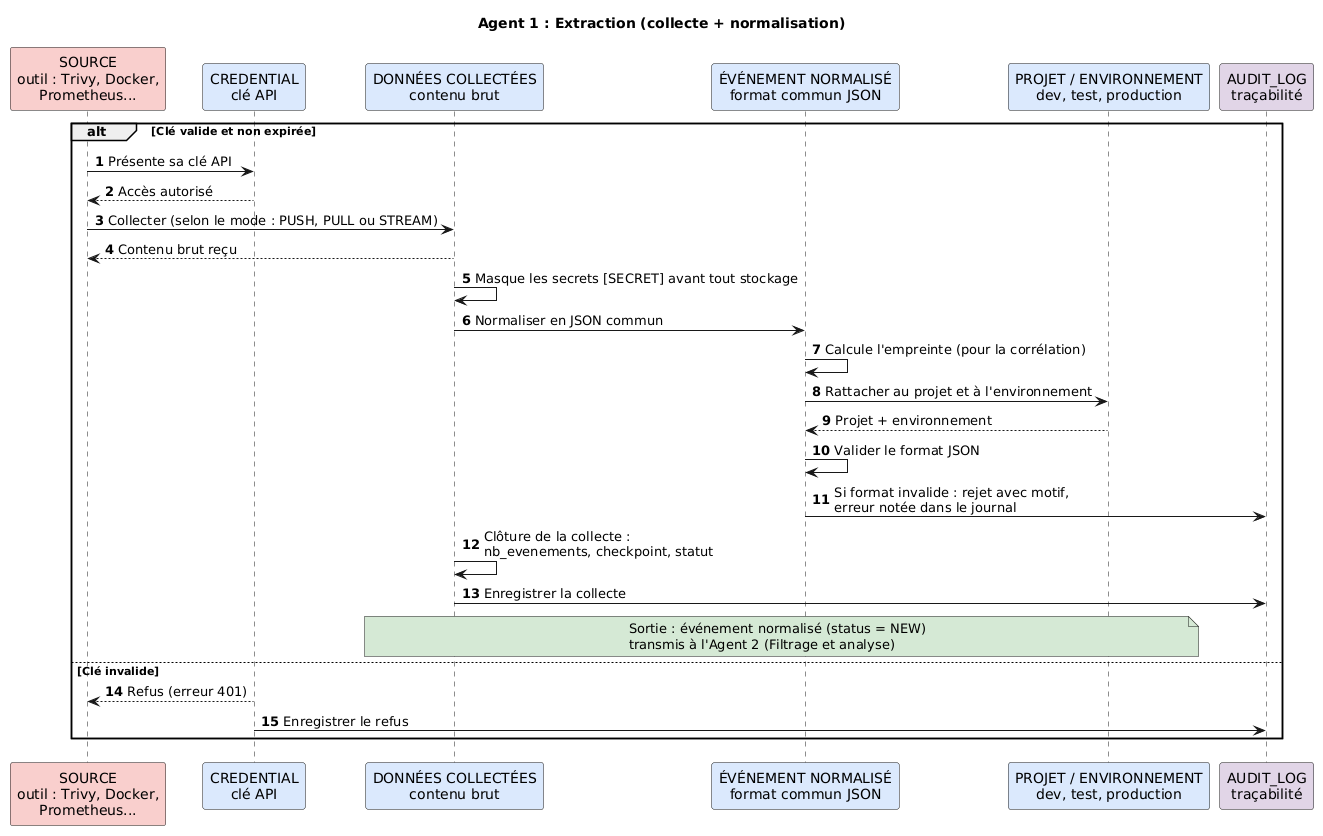 Agent 1 : Extraction (collecte + normalisation)
SOURCE
outil : Trivy, Docker,
Prometheus...
CREDENTIAL
clé API
DONNÉES COLLECTÉES
contenu brut
ÉVÉNEMENT NORMALISÉ
format commun JSON
PROJET / ENVIRONNEMENT
dev, test, production
AUDIT_LOG
traçabilité
alt [Clé valide et non expirée]
1 Présente sa clé API
2 Accès autorisé
3 Collecter (selon le mode : PUSH, PULL ou STREAM)
4 Contenu brut reçu
5 Masque les secrets [SECRET] avant tout stockage
6 Normaliser en JSON commun
7 Calcule l'empreinte (pour la corrélation)
8 Rattacher au projet et à l'environnement
9 Projet + environnement
10 Valider le format JSON
11 Si format invalide : rejet avec motif,
erreur notée dans le journal
12 Clôture de la collecte :
nb_evenements, checkpoint, statut
13 Enregistrer la collecte
Sortie : événement normalisé (status = NEW)
transmis à l'Agent 2 (Filtrage et analyse)
[Clé invalide]
14 Refus (erreur 401)
15 Enregistrer le refus
SOURCE
outil : Trivy, Docker,
Prometheus...
CREDENTIAL
clé API
DONNÉES COLLECTÉES
contenu brut
ÉVÉNEMENT NORMALISÉ
format commun JSON
PROJET / ENVIRONNEMENT
dev, test, production
AUDIT_LOG
traçabilité